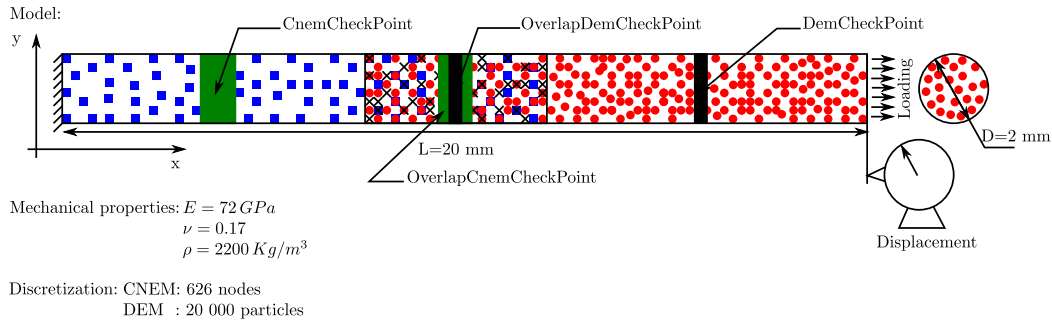 Model:
CnemCheckPoint
OverlapDemCheckPoint
DemCheckPoint
y
Loading
D=2 mm
L=20 mm
x
OverlapCnemCheckPoint
Mechanical properties: E = 72 GPa
ν = 0.17
ρ = 2200 Kg/m³
Displacement
Discretization: CNEM: 626 nodes
DEM : 20 000 particles